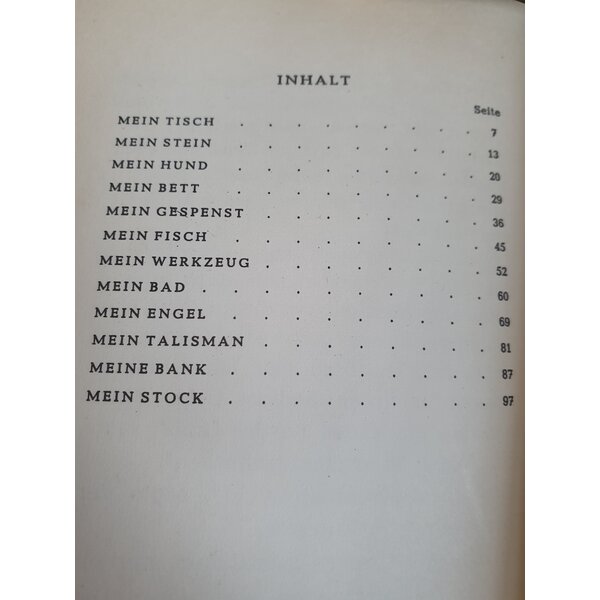 INHALT
Seite
MEIN TISCH . . . . . . . . . 7
MEIN STEIN . . . . . . . . . 13
MEIN HUND . . . . . . . . . 20
MEIN BETT . . . . . . . . . 29
MEIN GESPENST . . . . . . . . 36
MEIN FISCH . . . . . . . . . 45
MEIN WERKZEUG . . . . . . . 52
MEIN BAD . . . . . . . . . 60
MEIN ENGEL . . . . . . . . 69
MEIN TALISMAN . . . . . . . 81
MEINE BANK . . . . . . . . 87
MEIN STOCK . . . . . . . . 97